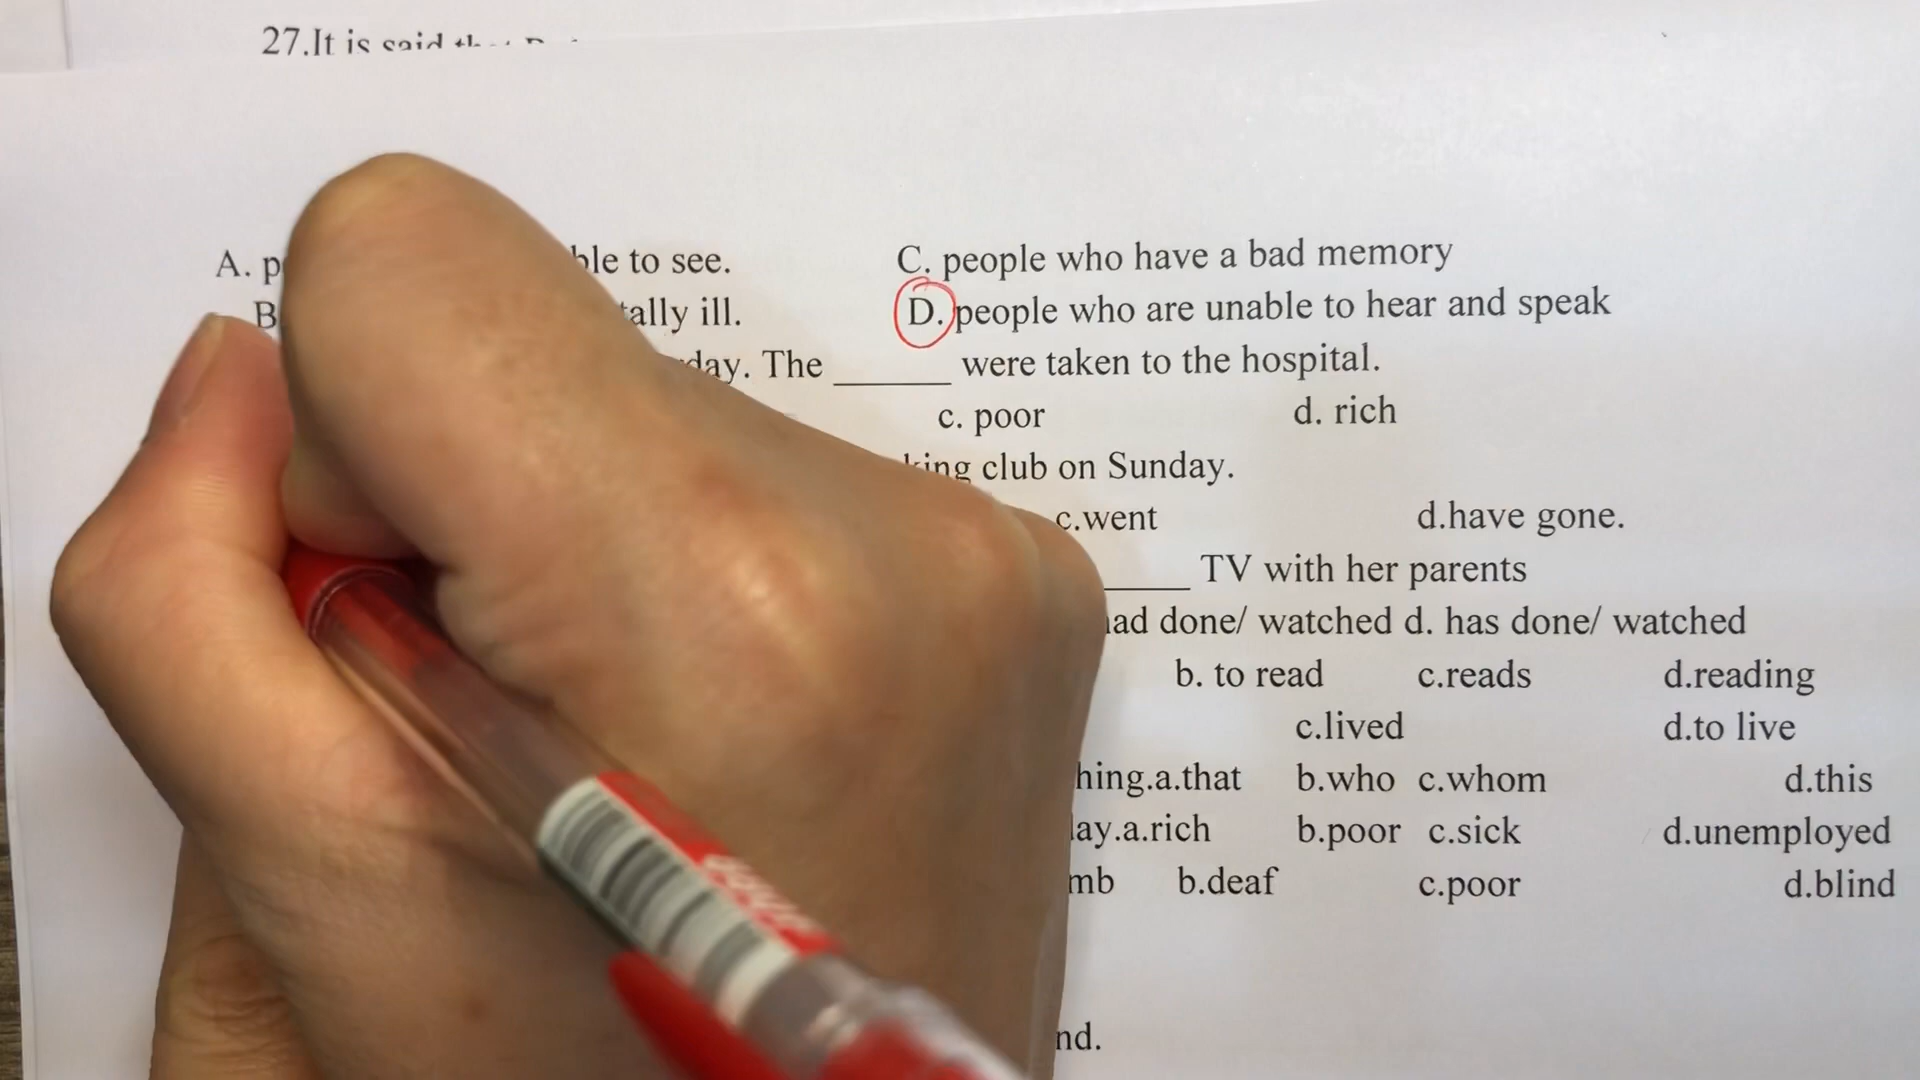 27.It is said
A. ble to see. C. people who have a bad memory
B tally ill. D. people who are unable to hear and speak
day. The ______ were taken to the hospital.
c. poor d. rich
king club on Sunday.
c.went d.have gone.
_____ TV with her parents
had done/ watched d. has done/ watched
b. to read c.reads d.reading
c.lived d.to live
hing.a.that b.who c.whom d.this
lay.a.rich b.poor c.sick d.unemployed
mb b.deaf c.poor d.blind
nd.